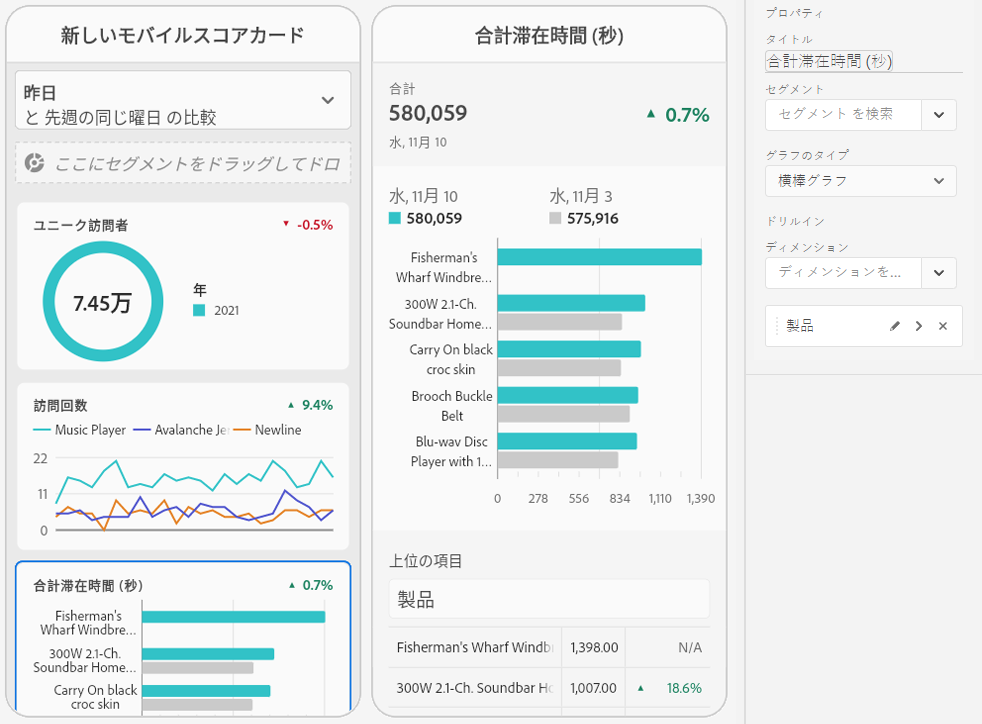 新しいモバイルスコアカード
昨日
と 先週の同じ曜日 の比較
ここにセグメントをドラッグしてドロ
ユニーク訪問者
▼ -0.5%
7.45万
年
2021
訪問回数
▲ 9.4%
Music Player
Avalanche Je
Newline
22
11
0
合計滞在時間 (秒)
▲ 0.7%
Fisherman's
Wharf Windbre...
300W 2.1-Ch.
Soundbar Home...
Carry On black
croc skin
合計滞在時間 (秒)
合計
580,059
▲ 0.7%
水, 11月 10
水, 11月 10
580,059
水, 11月 3
575,916
Fisherman's
Wharf Windbre...
300W 2.1-Ch.
Soundbar Home...
Carry On black
croc skin
Brooch Buckle
Belt
Blu-wav Disc
Player with 1...
0 278 556 834 1,110 1,390
上位の項目
製品
Fisherman's Wharf Windb 1,398.00 N/A
300W 2.1-Ch. Soundbar Hc 1,007.00 ▲ 18.6%
プロパティ
タイトル
合計滞在時間 (秒)
セグメント
セグメント を検索
グラフのタイプ
横棒グラフ
ドリルイン
ディメンション
ディメンションを...
製品